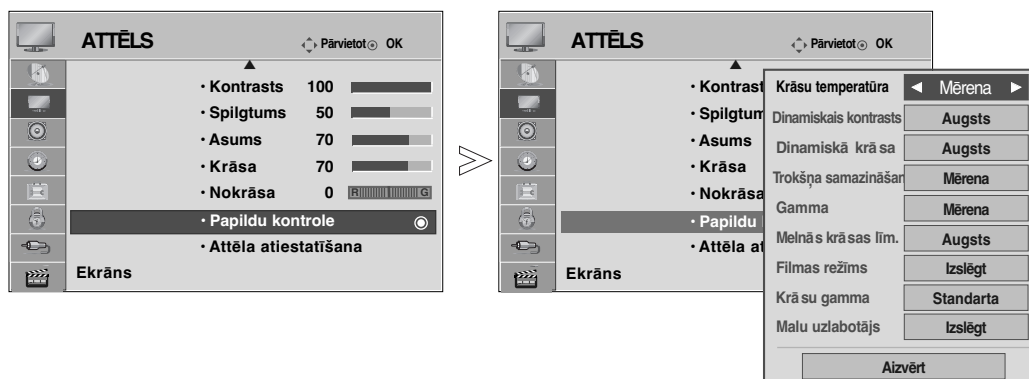 ATTĒLS
Pārvietot OK
· Kontrasts 100
· Spilgtums 50
· Asums 70
· Krāsa 70
· Nokrāsa 0 R G
· Papildu kontrole
· Attēla atiestatīšana
Ekrāns
ATTĒLS
Pārvietot OK
· Kontrast
· Spilgtum
· Asums
· Krāsa
· Nokrāsa
· Papildu
· Attēla at
Ekrāns
Krāsu temperatūra Mērena
Dinamiskais kontrasts Augsts
Dinamiskā krāsa Augsts
Trokšņa samazināšan Mērena
Gamma Mērena
Melnās krāsas līm. Augsts
Filmas režīms Izslēgt
Krāsu gamma Standarta
Malu uzlabotājs Izslēgt
Aizvērt